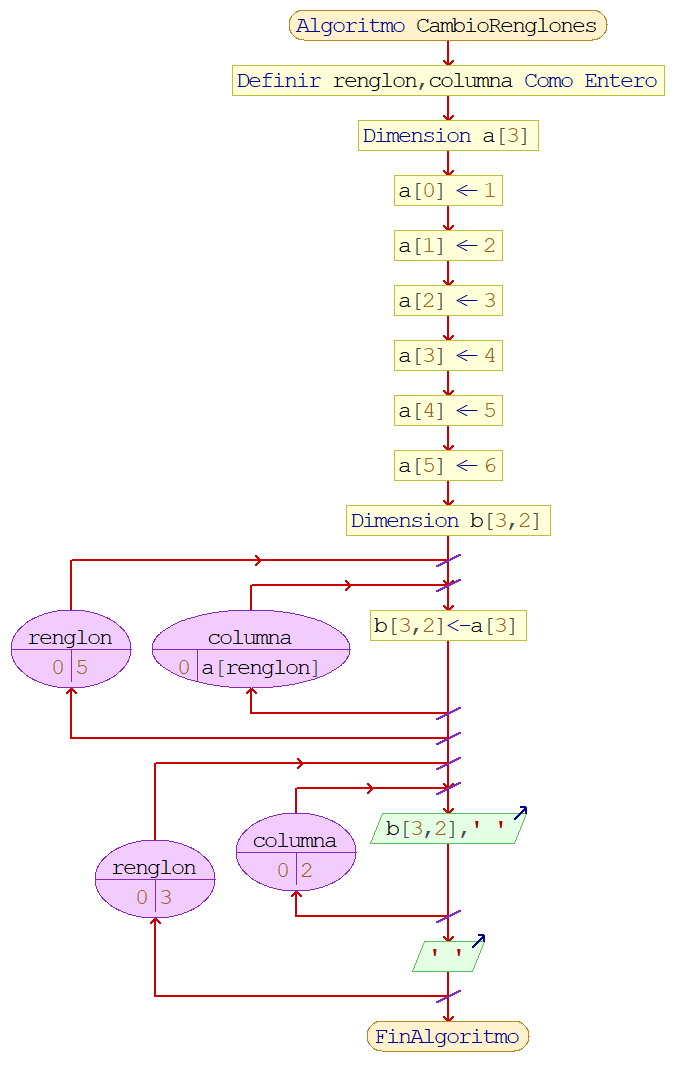 Algoritmo CambioRenglones
Definir renglon,columna Como Entero
Dimension a[3]
a[0] ← 1
a[1] ← 2
a[2] ← 3
a[3] ← 4
a[4] ← 5
a[5] ← 6
Dimension b[3,2]
renglon
0 5
columna
0 a[renglon]
b[3,2]<-a[3]
renglon
0 3
columna
0 2
b[3,2],' '
' '
FinAlgoritmo